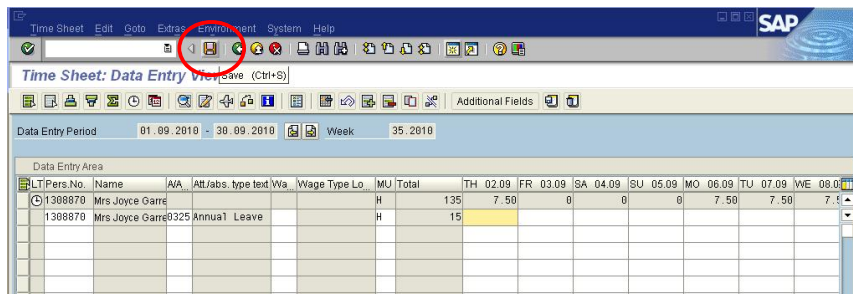 Time Sheet Edit Goto Extras Environment System Help
SAP
Time Sheet: Data Entry Vie
Save (Ctrl+S)
Additional Fields
Data Entry Period 01.09.2010 - 30.09.2010 Week 35.2010
Data Entry Area
LT Pers.No. Name A/A... Att./abs. type text Wa... Wage Type Lo... MU Total TH 02.09 FR 03.09 SA 04.09 SU 05.09 MO 06.09 TU 07.09 WE 08.0
1308870 Mrs Joyce Garre H 135 7.50 0 0 0 7.50 7.50 7.5
1308870 Mrs Joyce Garre 0325 Annual Leave H 15